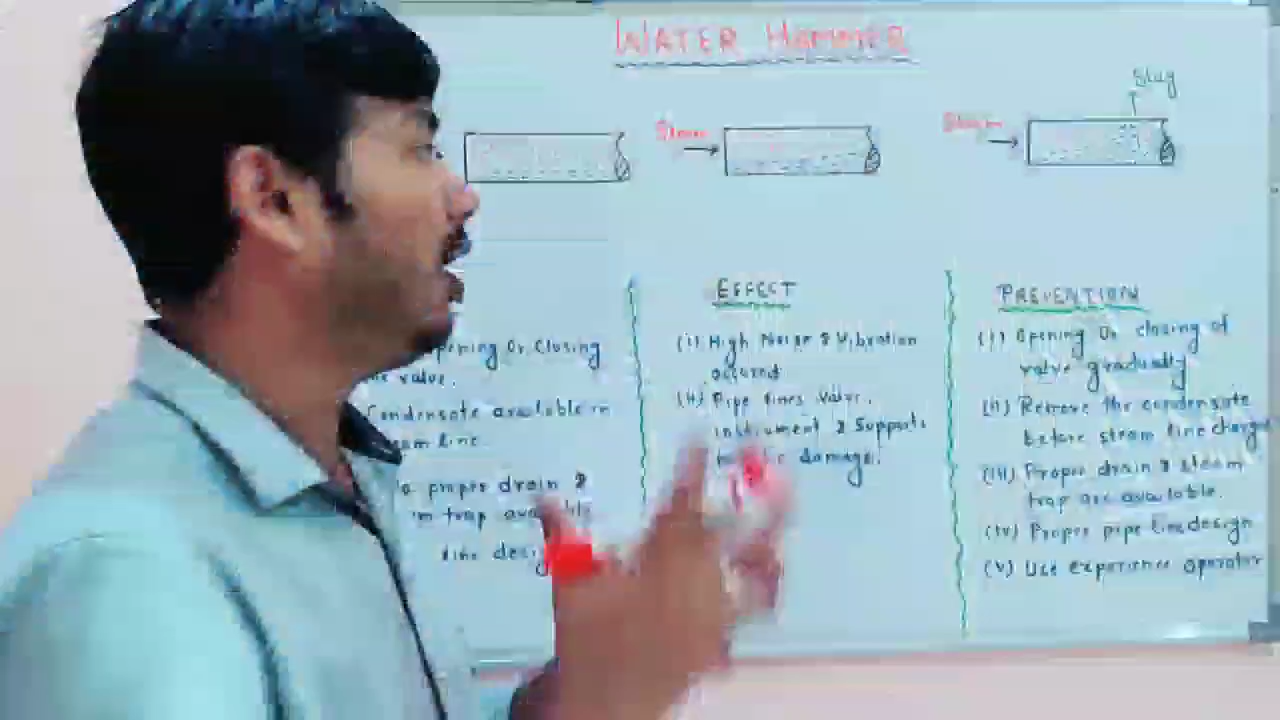 WATER HAMMER
Slug
Steam
Steam
opening Or Closing
valve.
Condensate available in
line.
proper drain &
trap
line
EFFECT
(i) High Noise & Vibration
occured
(ii) Pipe lines, Valve,
instrument & Supports
damage.
PREVENTION
(i) Opening Or closing of
valve gradually
(ii) Remove the condensate
before steam line charge
(iii) Proper drain & steam
trap are available.
(iv) Proper pipe line design
(v) Use experience operator